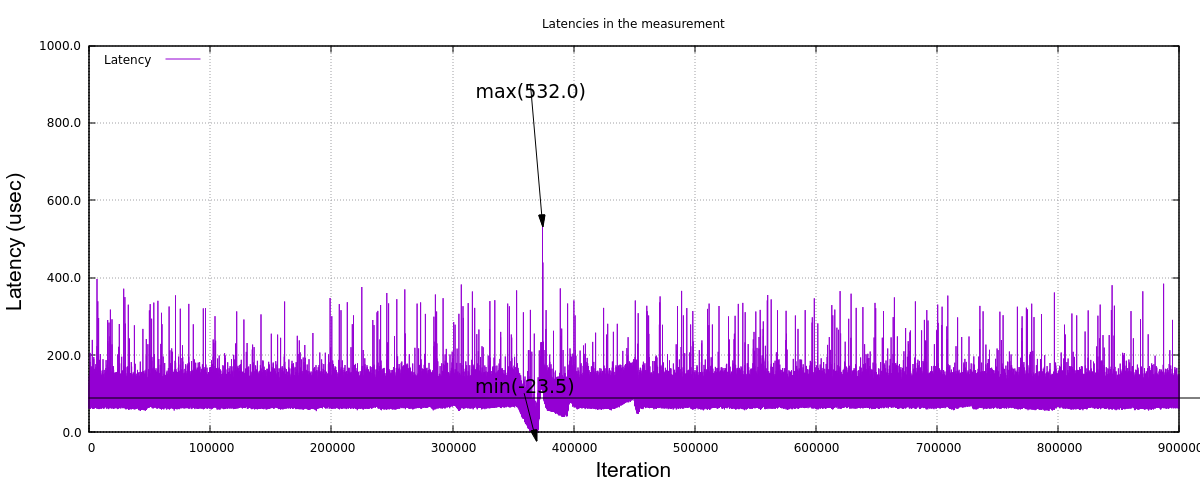 Latencies in the measurement
1000.0
800.0
600.0
400.0
200.0
0.0
Latency (usec)
Latency
max(532.0)
min(-23.5)
0
100000
200000
300000
400000
500000
600000
700000
800000
900000
Iteration